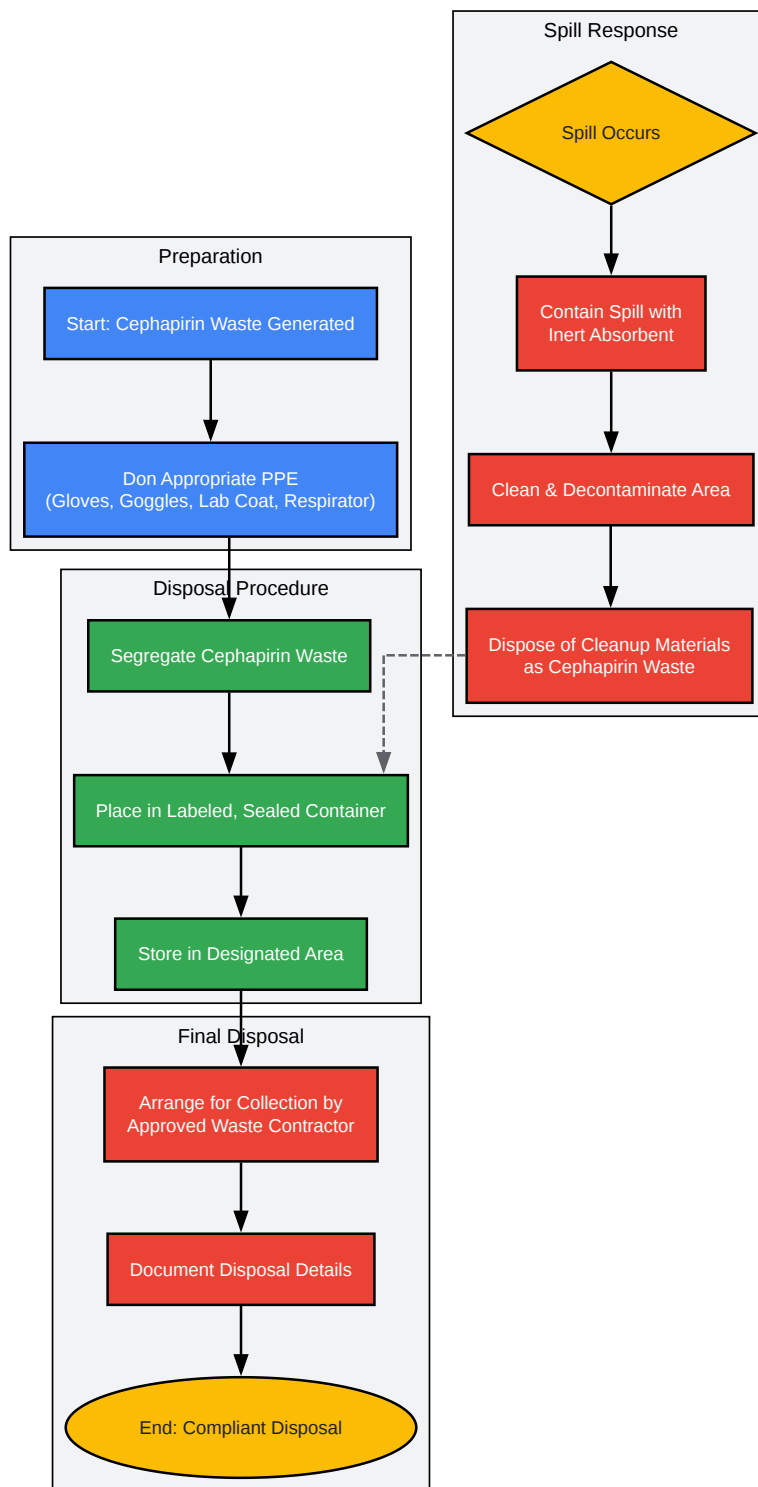 Spill Response
Spill Occurs
Contain Spill with
Inert Absorbent
Clean & Decontaminate Area
Dispose of Cleanup Materials
as Cephapirin Waste
Preparation
Start: Cephapirin Waste Generated
Don Appropriate PPE
(Gloves, Goggles, Lab Coat, Respirator)
Disposal Procedure
Segregate Cephapirin Waste
Place in Labeled, Sealed Container
Store in Designated Area
Final Disposal
Arrange for Collection by
Approved Waste Contractor
Document Disposal Details
End: Compliant Disposal